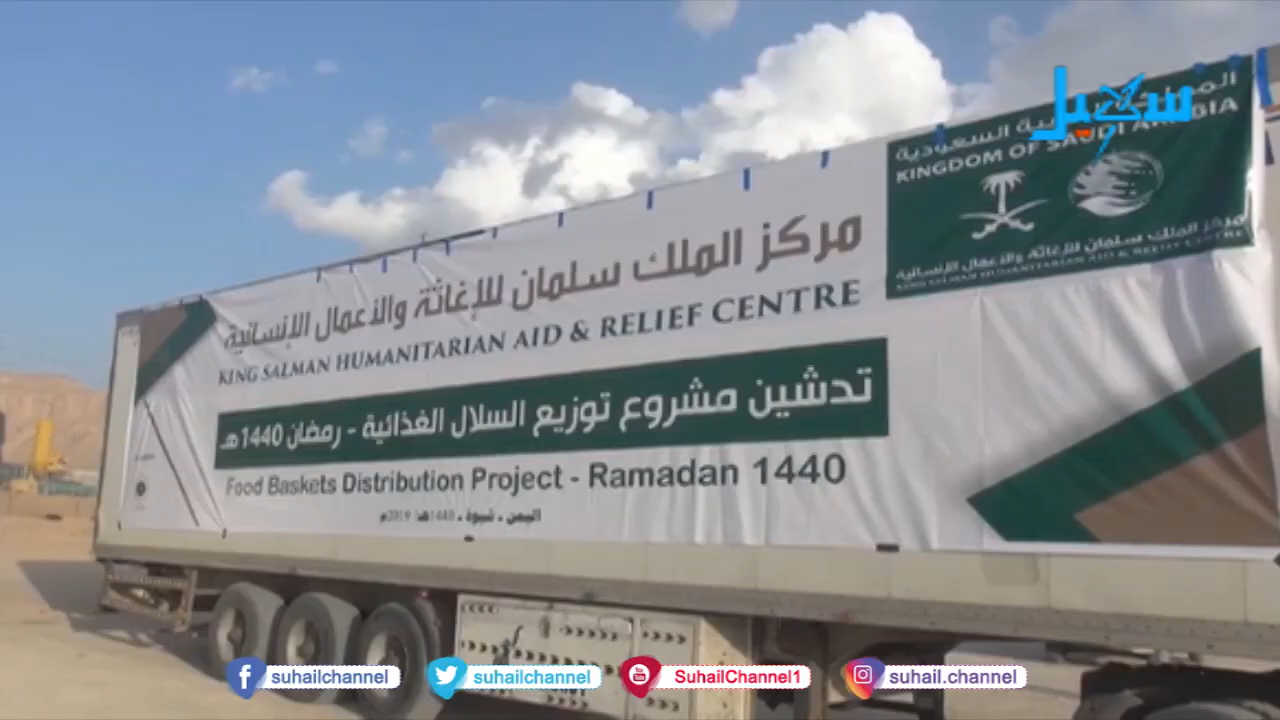 سهيل
المملكة العربية السعودية
KINGDOM OF SAUDI ARABIA
مركز الملك سلمان للإغاثة والأعمال الإنسانية
KING SALMAN HUMANITARIAN AID & RELIEF CENTRE
مركز الملك سلمان للإغاثة والأعمال الإنسانية
KING SALMAN HUMANITARIAN AID & RELIEF CENTRE
تدشين مشروع توزيع السلال الغذائية - رمضان 1440هـ
Food Baskets Distribution Project - Ramadan 1440
اليمن - شبوة - 1440هـ/ 2019م
suhailchannel
suhailchannel
SuhailChannel1
suhail.channel